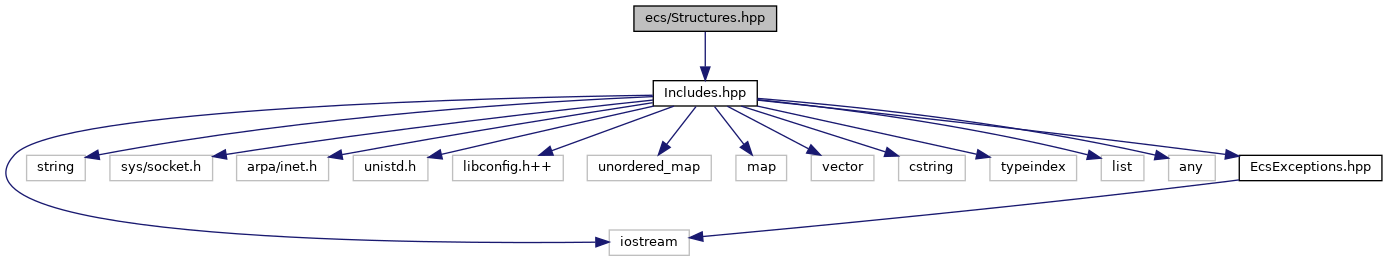 ecs/Structures.hpp
Includes.hpp
string
sys/socket.h
arpa/inet.h
unistd.h
libconfig.h++
unordered_map
map
vector
cstring
typeindex
list
any
EcsExceptions.hpp
iostream